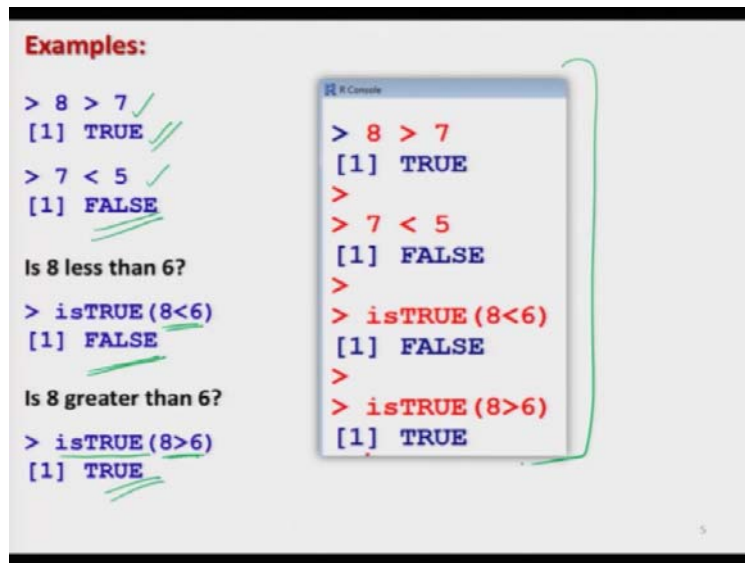 Examples:
> 8 > 7
[1] TRUE
> 7 < 5
[1] FALSE
Is 8 less than 6?
> isTRUE(8<6)
[1] FALSE
Is 8 greater than 6?
> isTRUE(8>6)
[1] TRUE
R Console
> 8 > 7
[1] TRUE
>
> 7 < 5
[1] FALSE
>
> isTRUE(8<6)
[1] FALSE
>
> isTRUE(8>6)
[1] TRUE
5